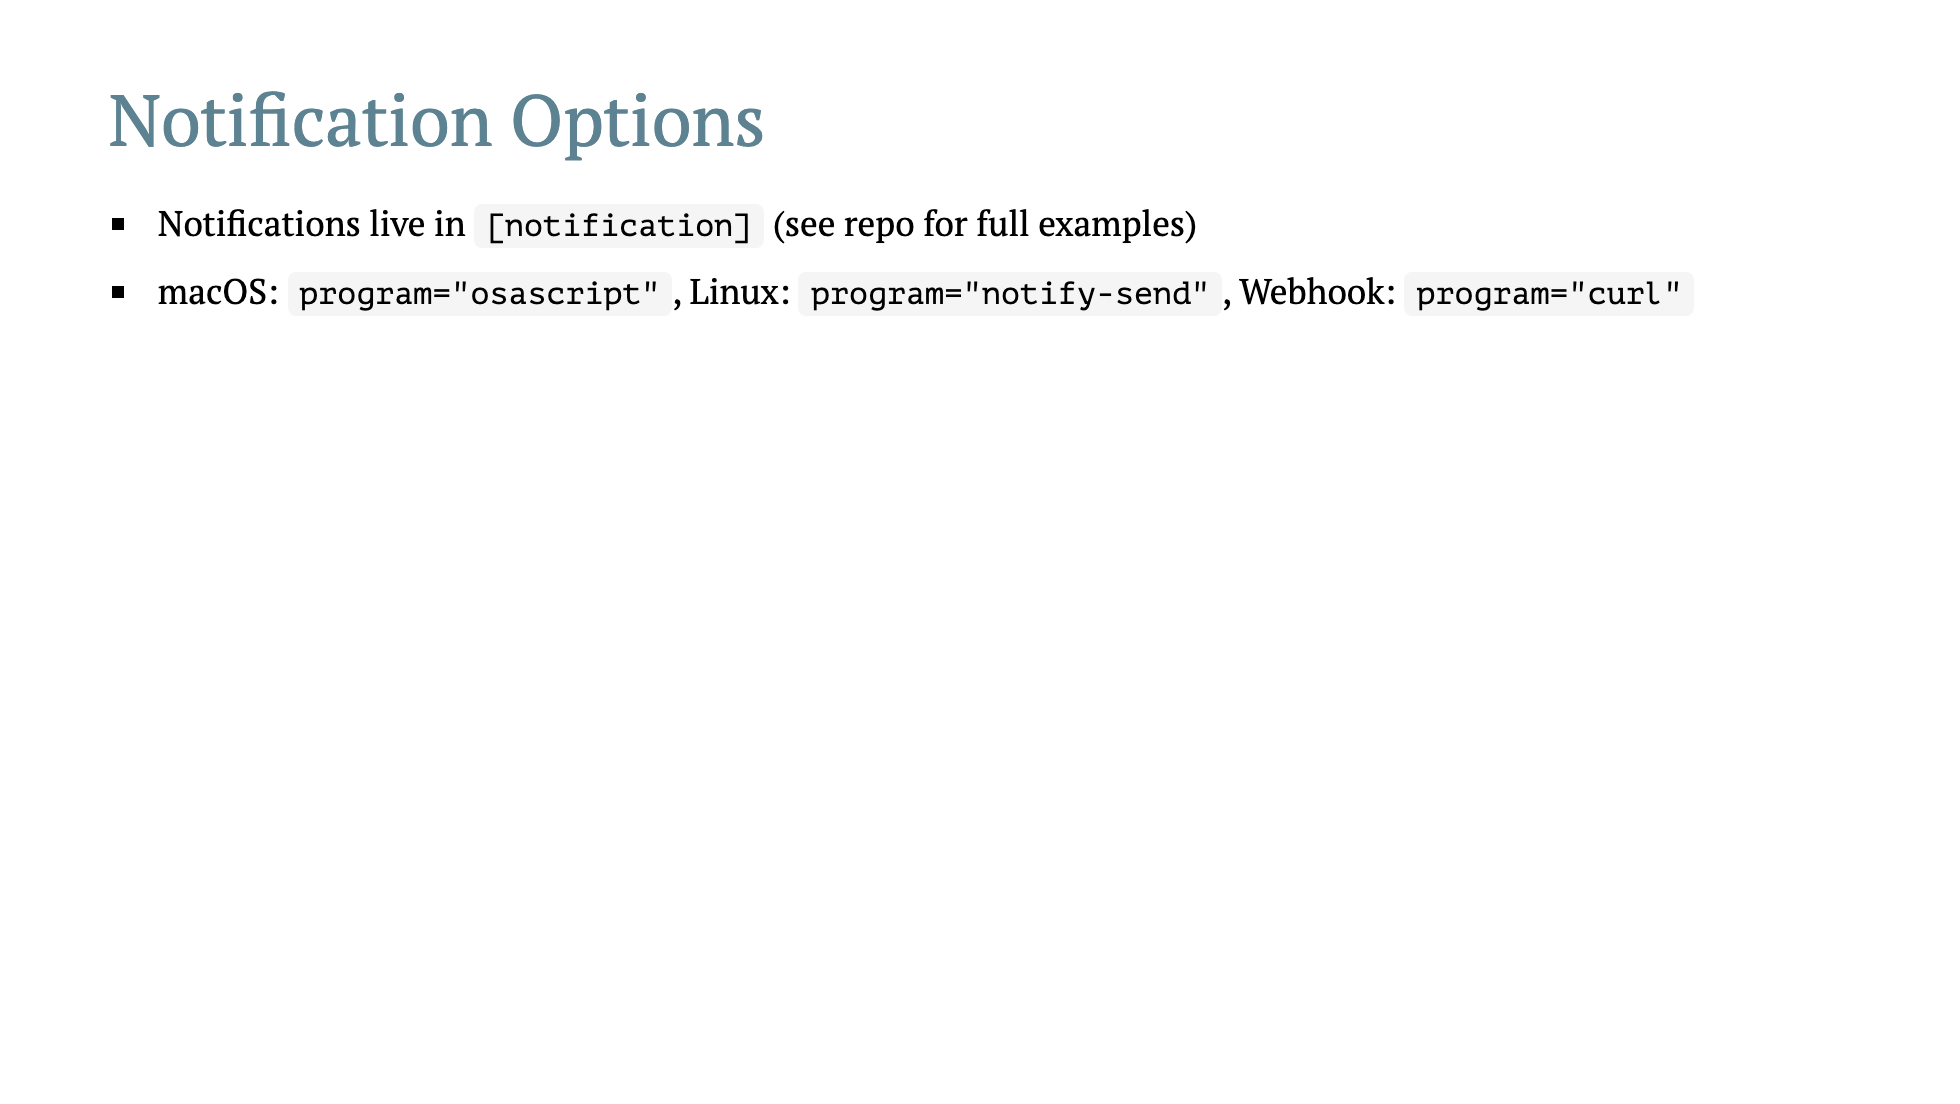 Notification Options
▪ Notifications live in [notification] (see repo for full examples)
▪ macOS: program="osascript", Linux: program="notify-send", Webhook: program="curl"